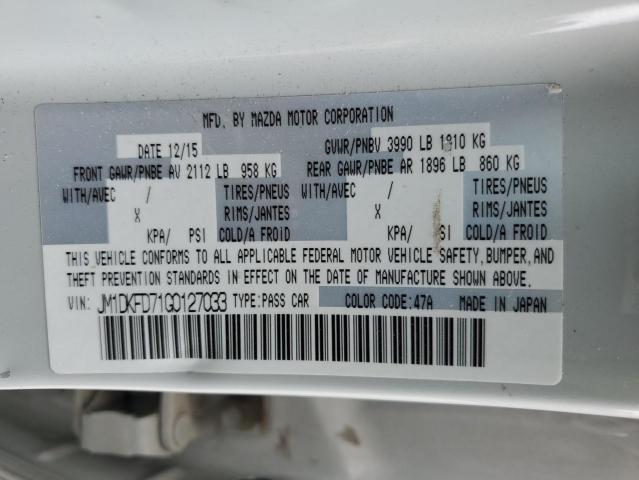 MFD. BY MAZDA MOTOR CORPORATION
DATE 12/15 GVWR/PNBV 3990 LB 1810 KG
FRONT GAWR/PNBE AV 2112 LB 958 KG REAR GAWR/PNBE AR 1896 LB 860 KG
WITH/AVEC / TIRES/PNEUS WITH/AVEC / TIRES/PNEUS
X RIMS/JANTES X RIMS/JANTES
KPA/ PSI COLD/A FROID KPA/ SI COLD/A FROID
THIS VEHICLE CONFORMS TO ALL APPLICABLE FEDERAL MOTOR VEHICLE SAFETY, BUMPER, AND
THEFT PREVENTION STANDARDS IN EFFECT ON THE DATE OF MANUFACTURE SHOWN ABOVE.
VIN: JM1DKFD71G0127033 TYPE:PASS CAR COLOR CODE:47A MADE IN JAPAN